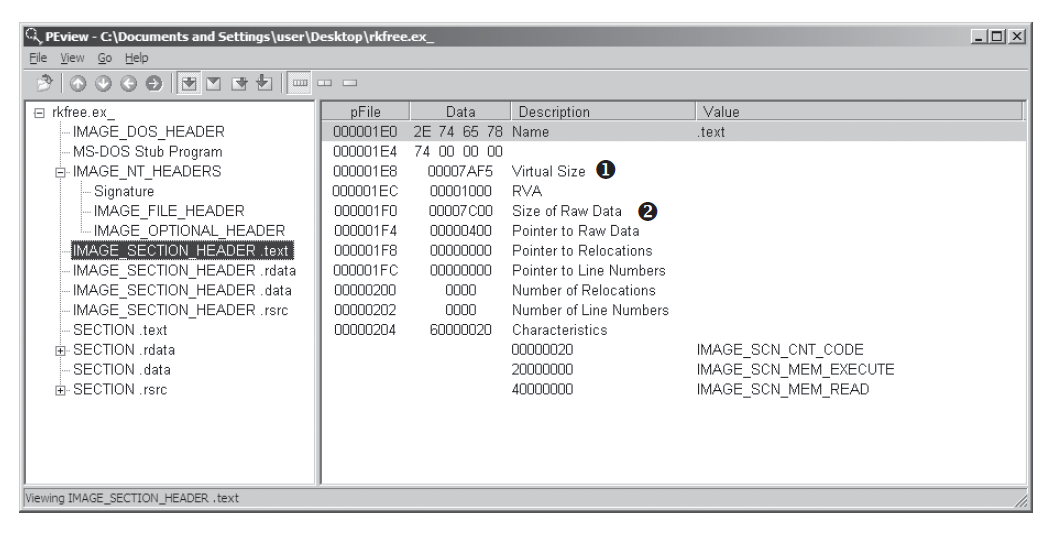 PEview - C:\Documents and Settings\user\Desktop\rkfree.ex_
File View Go Help
rkfree.ex_
IMAGE_DOS_HEADER
MS-DOS Stub Program
IMAGE_NT_HEADERS
Signature
IMAGE_FILE_HEADER
IMAGE_OPTIONAL_HEADER
IMAGE_SECTION_HEADER .text
IMAGE_SECTION_HEADER .rdata
IMAGE_SECTION_HEADER .data
IMAGE_SECTION_HEADER .rsrc
SECTION .text
SECTION .rdata
SECTION .data
SECTION .rsrc
pFile Data Description Value
000001E0 2E 74 65 78 Name .text
000001E4 74 00 00 00
000001E8 00007AF5 Virtual Size ❶
000001EC 00001000 RVA
000001F0 00007C00 Size of Raw Data ❷
000001F4 00000400 Pointer to Raw Data
000001F8 00000000 Pointer to Relocations
000001FC 00000000 Pointer to Line Numbers
00000200 0000 Number of Relocations
00000202 0000 Number of Line Numbers
00000204 60000020 Characteristics
00000020 IMAGE_SCN_CNT_CODE
20000000 IMAGE_SCN_MEM_EXECUTE
40000000 IMAGE_SCN_MEM_READ
Viewing IMAGE_SECTION_HEADER .text